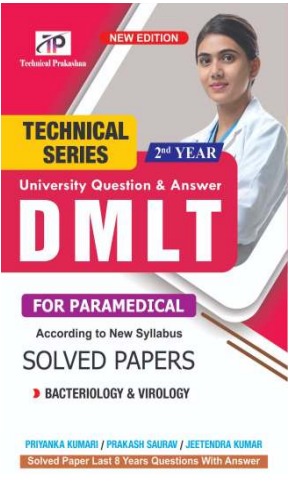 NEW EDITION
TP
Technical Prakashan
TECHNICAL
SERIES
2nd YEAR
University Question & Answer
DMLT
FOR PARAMEDICAL
According to New Syllabus
SOLVED PAPERS
BACTERIOLOGY & VIROLOGY
PRIYANKA KUMARI / PRAKASH SAURAV / JEETENDRA KUMAR
Solved Paper Last 8 Years Questions With Answer